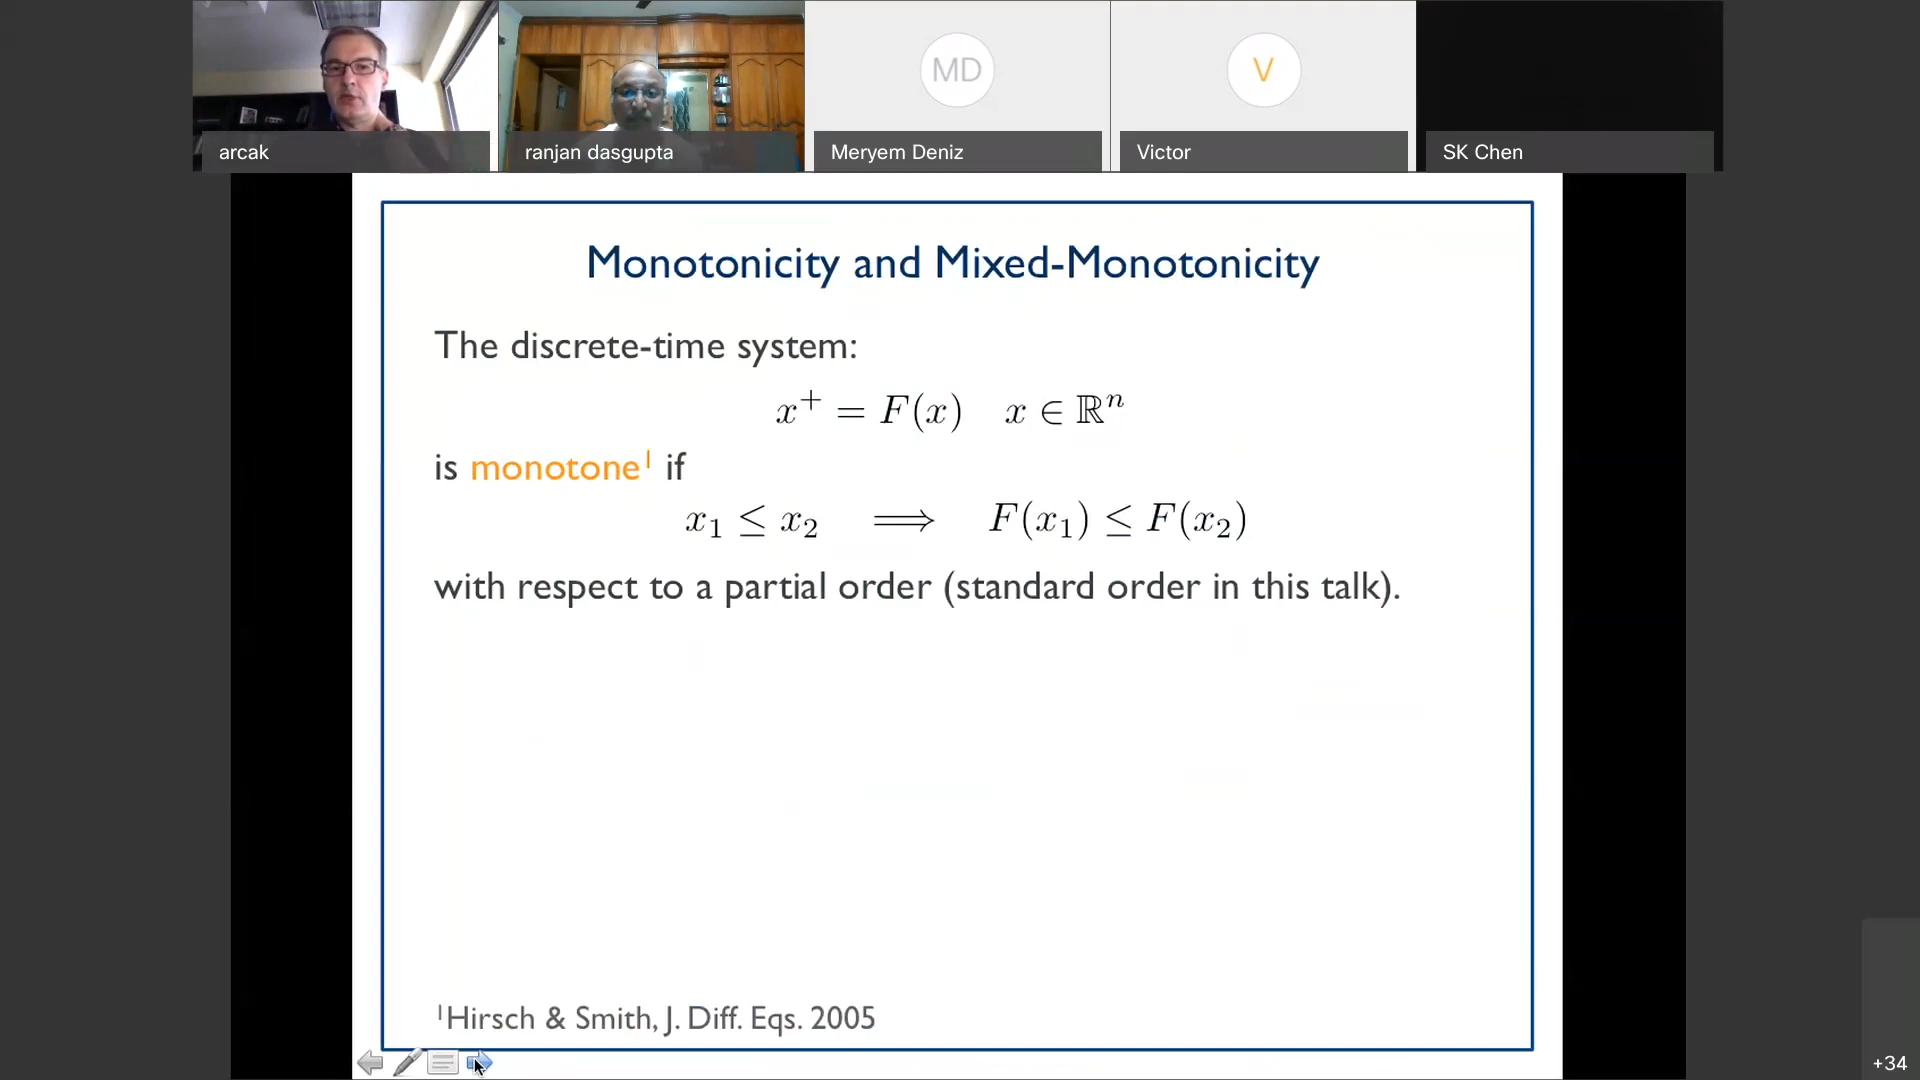 MD
V
arcak
ranjan dasgupta
Meryem Deniz
Victor
SK Chen
Monotonicity and Mixed-Monotonicity
The discrete-time system:
x⁺ = F(x)   x ∈ ℝⁿ
is monotone¹ if
x₁ ≤ x₂ ⟹ F(x₁) ≤ F(x₂)
with respect to a partial order (standard order in this talk).
¹Hirsch & Smith, J. Diff. Eqs. 2005
+34